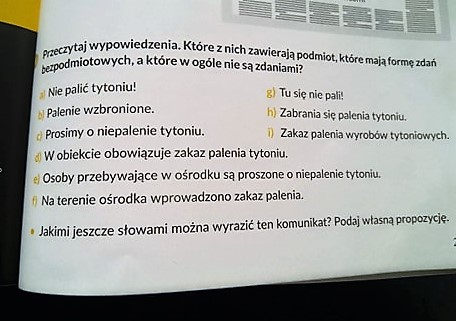 Przeczytaj wypowiedzenia. Które z nich zawierają podmiot, które mają formę zdań
bezpodmiotowych, a które w ogóle nie są zdaniami?
a) Nie palić tytoniu!
b) Palenie wzbronione.
c) Prosimy o niepalenie tytoniu.
d) W obiekcie obowiązuje zakaz palenia tytoniu.
e) Osoby przebywające w ośrodku są proszone o niepalenie tytoniu.
f) Na terenie ośrodka wprowadzono zakaz palenia.
g) Tu się nie pali!
h) Zabrania się palenia tytoniu.
i) Zakaz palenia wyrobów tytoniowych.
• Jakimi jeszcze słowami można wyrazić ten komunikat? Podaj własną propozycję.